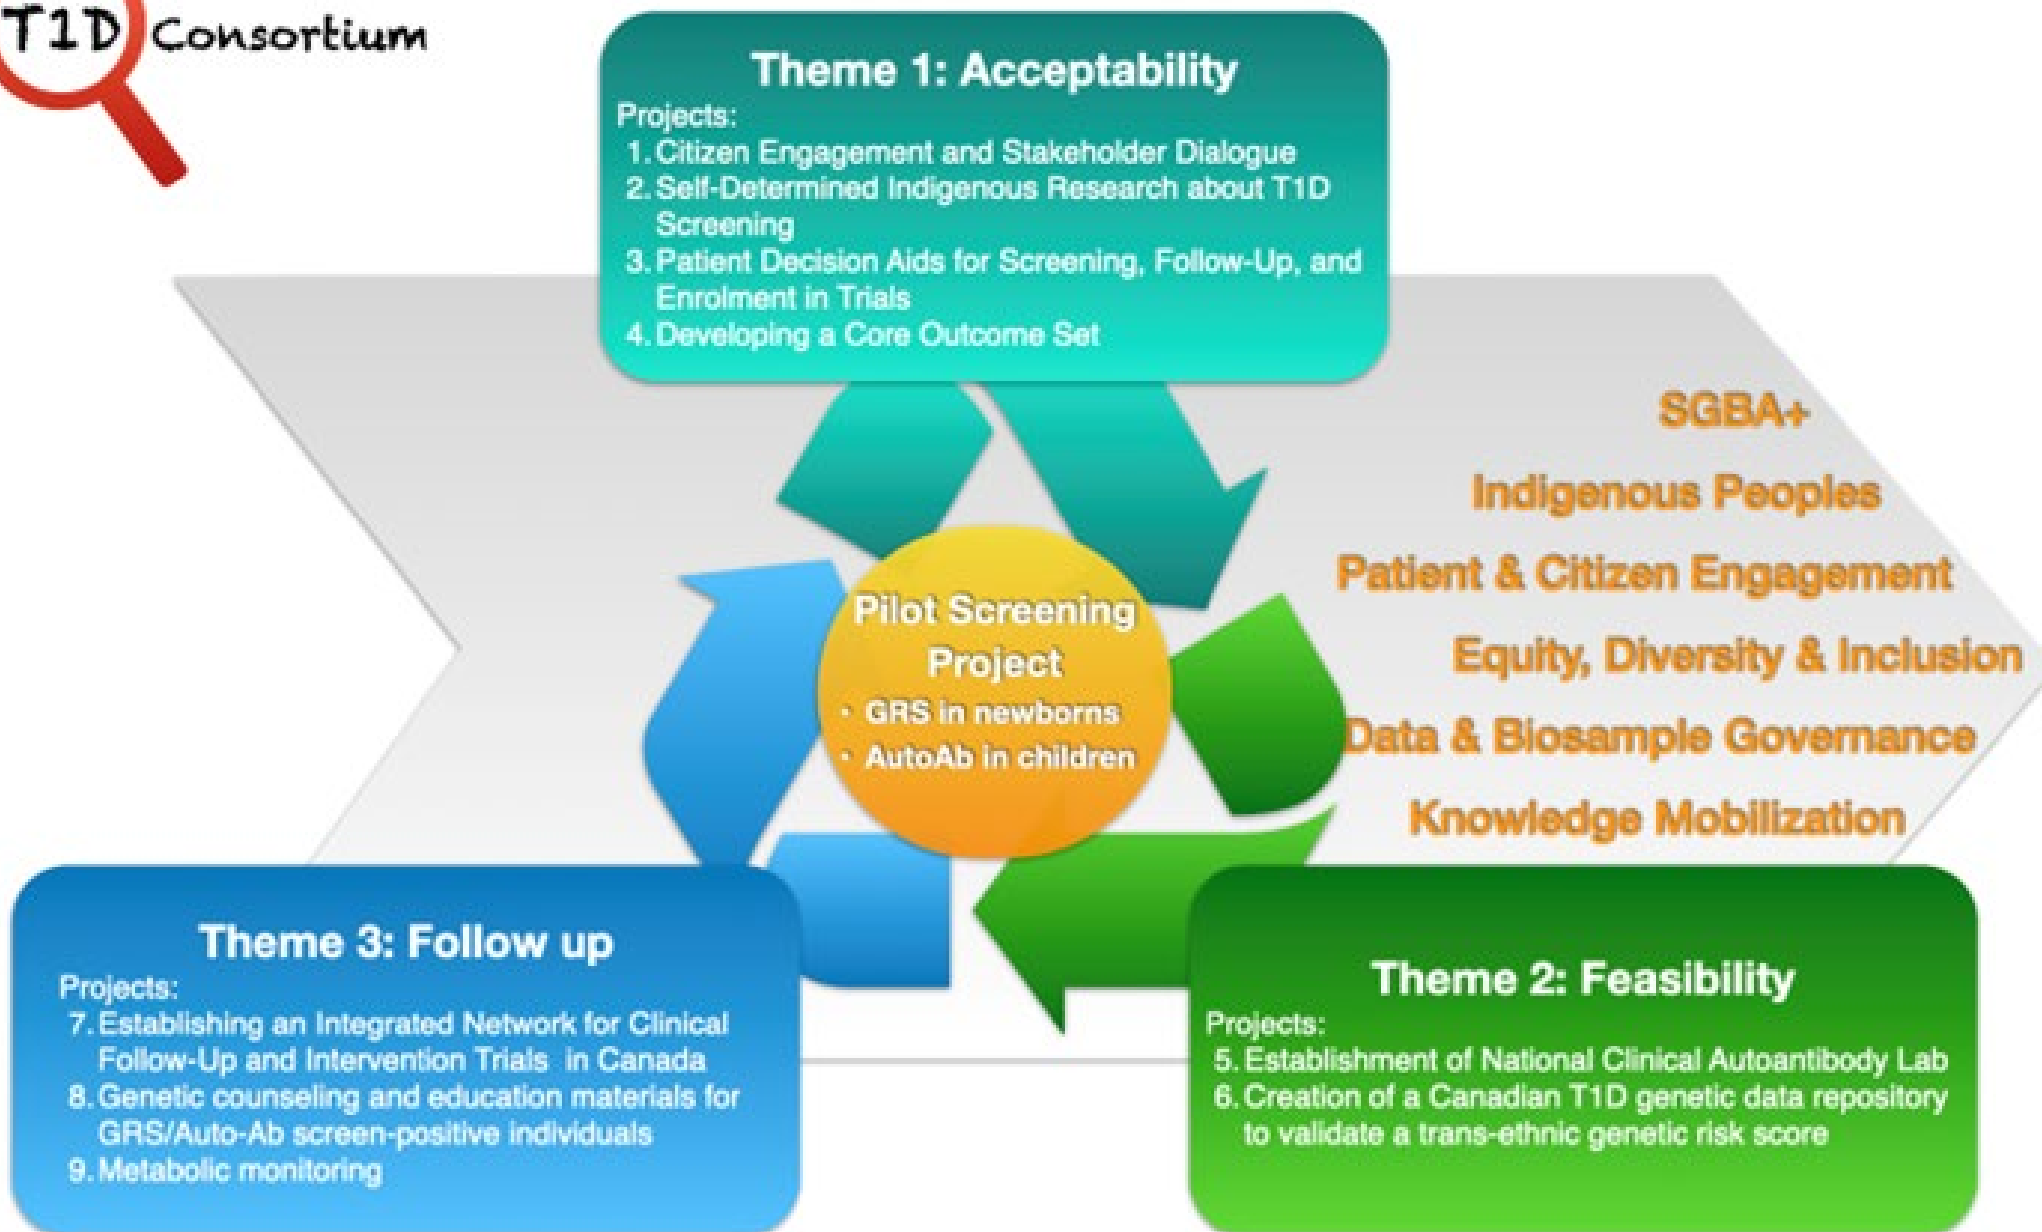 T1D Consortium
Theme 1: Acceptability
Projects:
1. Citizen Engagement and Stakeholder Dialogue
2. Self-Determined Indigenous Research about T1D
Screening
3. Patient Decision Aids for Screening, Follow-Up, and
Enrolment in Trials
4. Developing a Core Outcome Set
SGBA+
Indigenous Peoples
Patient & Citizen Engagement
Equity, Diversity & Inclusion
Data & Biosample Governance
Knowledge Mobilization
Pilot Screening
Project
• GRS in newborns
• AutoAb in children
Theme 3: Follow up
Projects:
7. Establishing an Integrated Network for Clinical
Follow-Up and Intervention Trials in Canada
8. Genetic counseling and education materials for
GRS/Auto-Ab screen-positive individuals
9. Metabolic monitoring
Theme 2: Feasibility
Projects:
5. Establishment of National Clinical Autoantibody Lab
6. Creation of a Canadian T1D genetic data repository
to validate a trans-ethnic genetic risk score